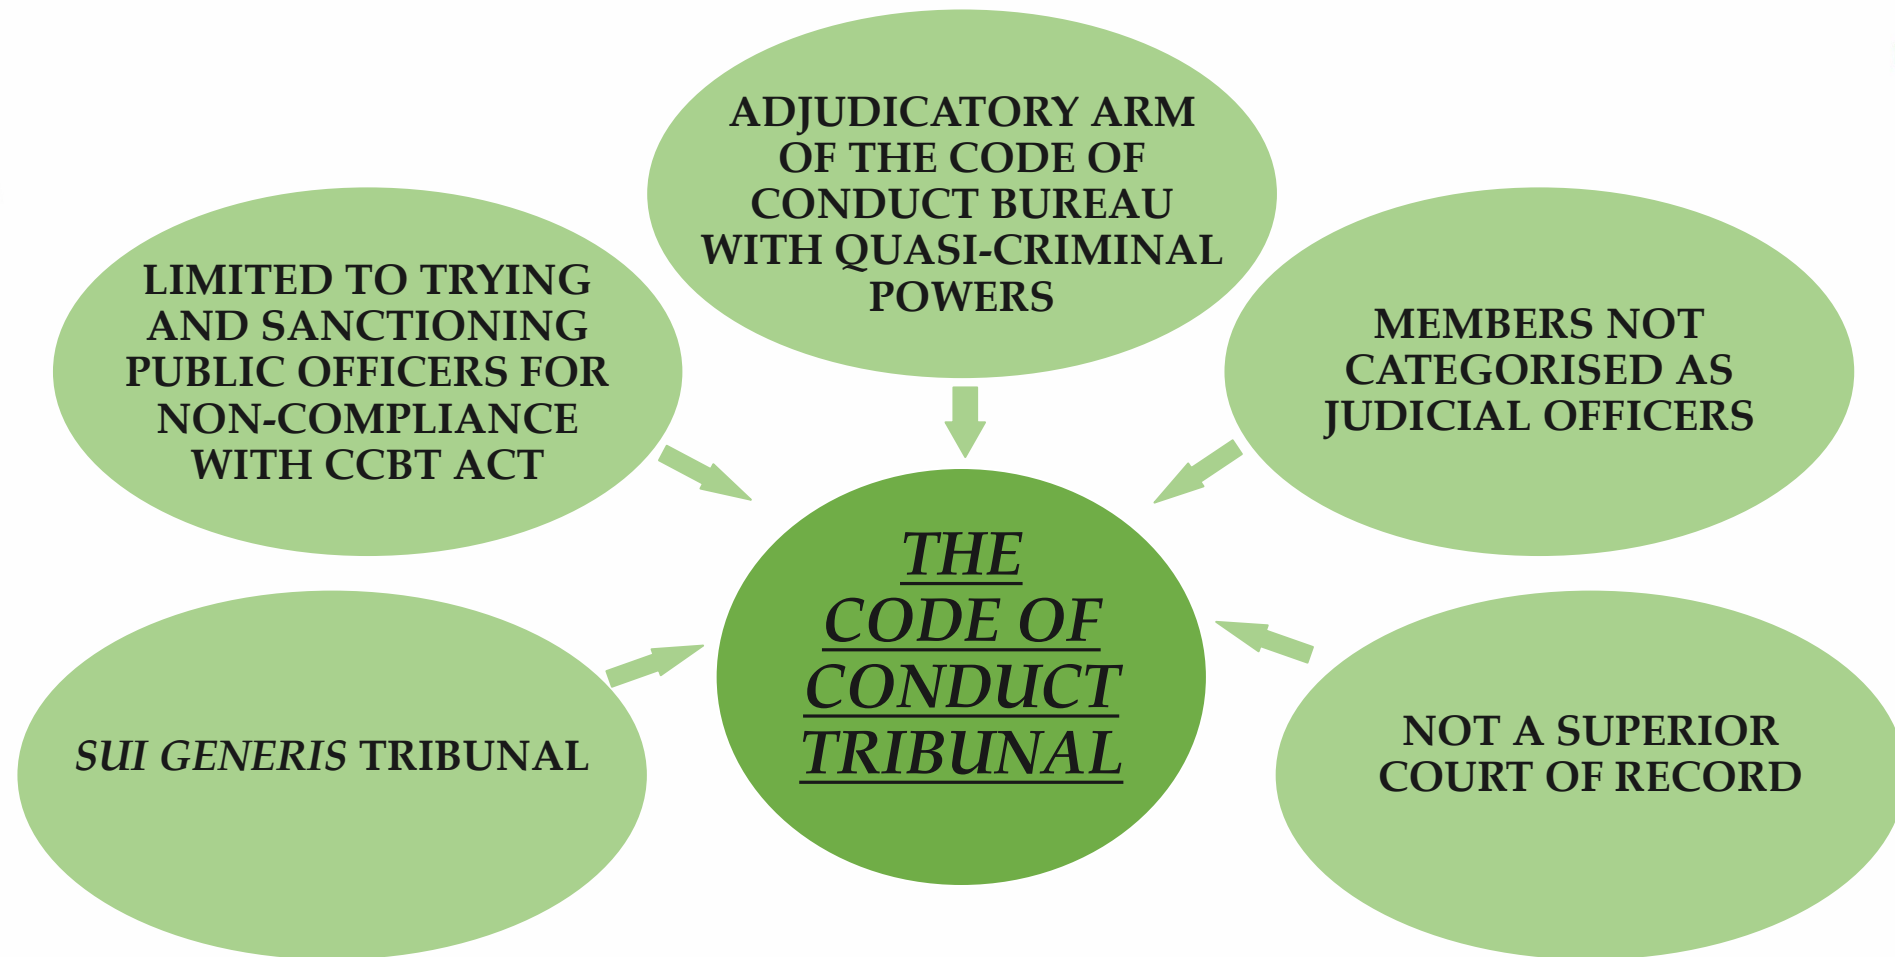 ADJUDICATORY ARM
OF THE CODE OF
CONDUCT BUREAU
WITH QUASI-CRIMINAL
POWERS
LIMITED TO TRYING
AND SANCTIONING
PUBLIC OFFICERS FOR
NON-COMPLIANCE
WITH CCBT ACT
MEMBERS NOT
CATEGORISED AS
JUDICIAL OFFICERS
THE
CODE OF
CONDUCT
TRIBUNAL
SUI GENERIS TRIBUNAL
NOT A SUPERIOR
COURT OF RECORD